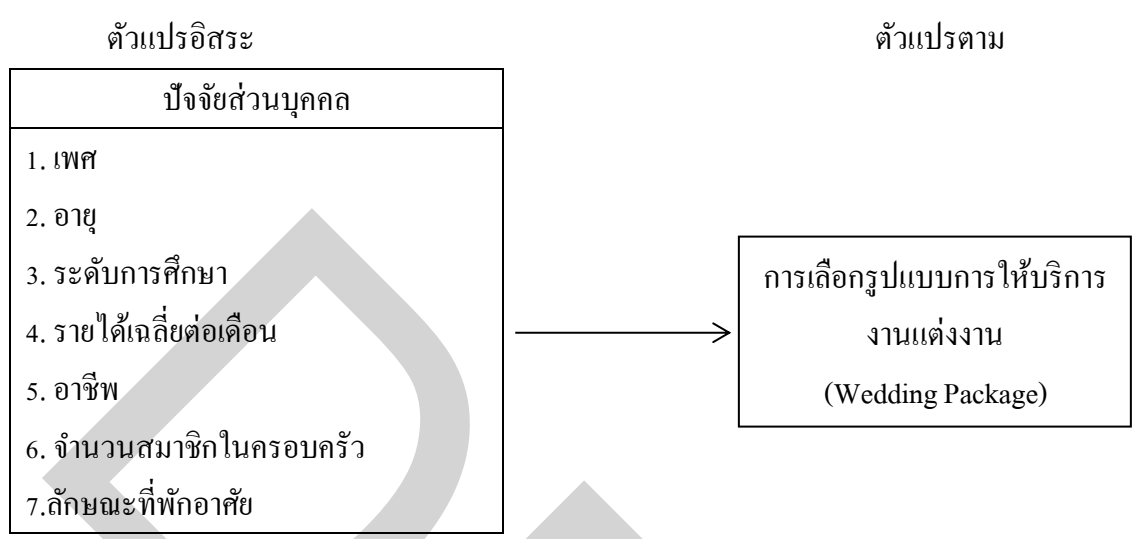 ตัวแปรอิสระ
ตัวแปรตาม
ปัจจัยส่วนบุคคล
1. เพศ
2. อายุ
3. ระดับการศึกษา
4. รายได้เฉลี่ยต่อเดือน
5. อาชีพ
6. จำนวนสมาชิกในครอบครัว
7.ลักษณะที่พักอาศัย
การเลือกรูปแบบการให้บริการ
งานแต่งงาน
(Wedding Package)